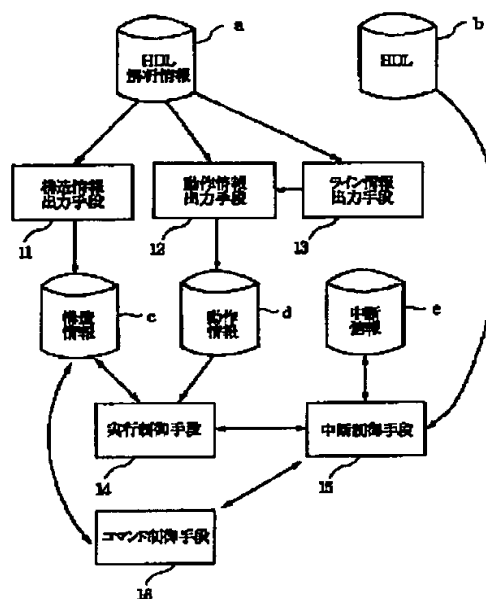 a
b
HDL
解析情報
HDL
構造情報
出力手段
動作情報
出力手段
ライン情報
出力手段
11
12
13
構造
情報
c
動作
情報
d
中断
情報
e
実行制御手段
中断制御手段
14
15
コマンド制御手段
16